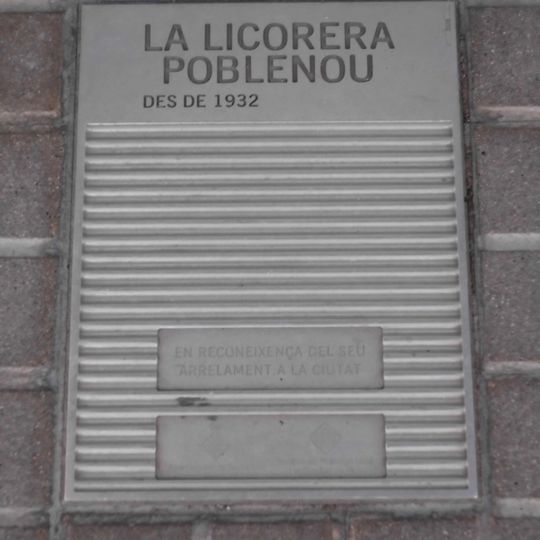 LA LICORERA
POBLENOU
DES DE 1932
EN RECONEIXENÇA DEL SEU
ARRELAMENT A LA CIUTAT